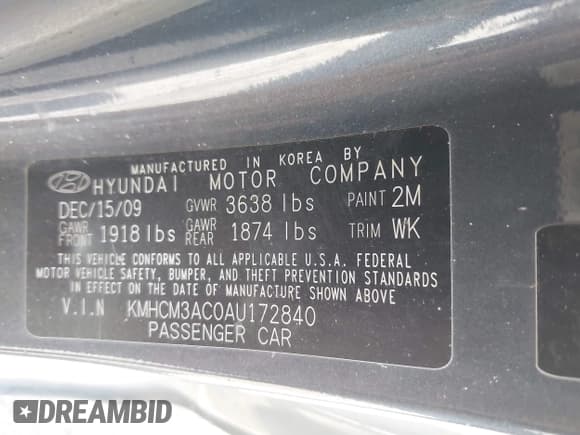 MANUFACTURED IN KOREA BY
HYUNDAI MOTOR COMPANY
DEC/15/09 GVWR 3638 lbs PAINT 2M
GAWR FRONT 1918 lbs GAWR REAR 1874 lbs TRIM WK
THIS VEHICLE CONFORMS TO ALL APPLICABLE U.S.A. FEDERAL
MOTOR VEHICLE SAFETY, BUMPER, AND THEFT PREVENTION STANDARDS
IN EFFECT ON THE DATE OF MANUFACTURE SHOWN ABOVE
V.I.N KMHCM3AC0AU172840
PASSENGER CAR
DREAMBID